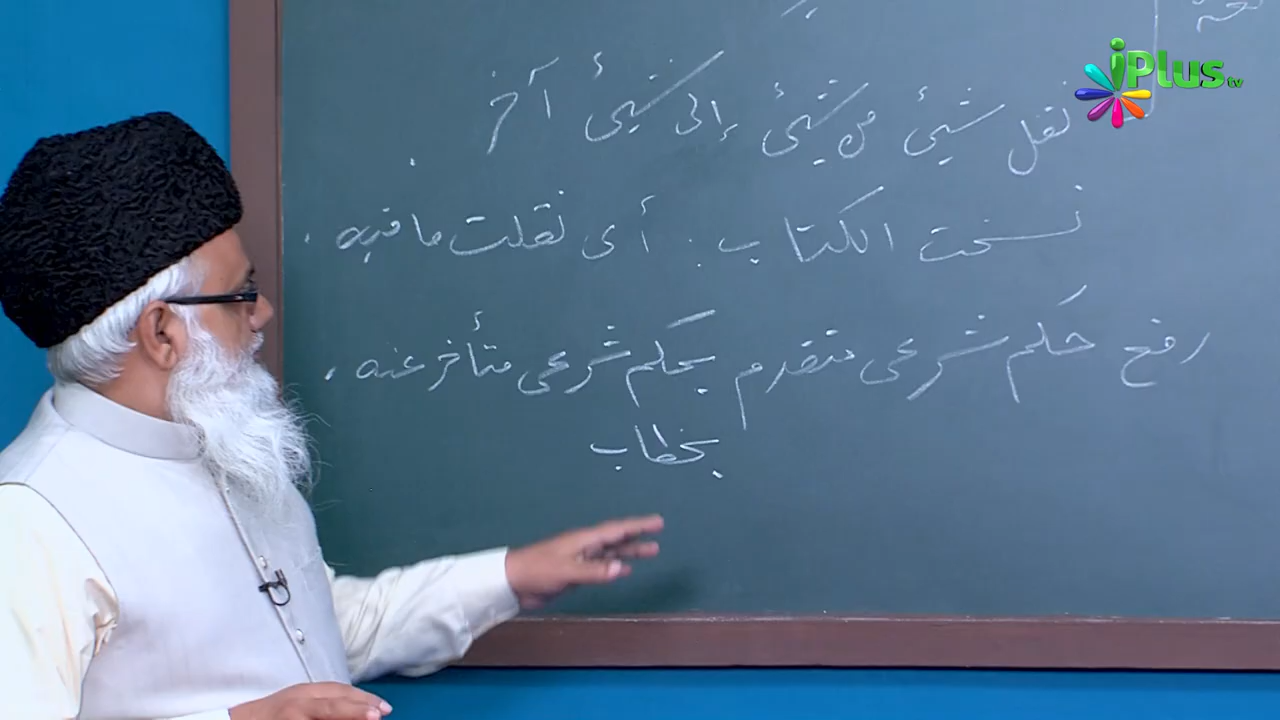 iPlus tv
نقل شيئ من شيئ إلى شيئ آخر
نسخت الكتاب : أي نقلت ما فيه .
رفع حكم شرعي متقدم بحكم شرعي متأخر عنه .
بخطاب